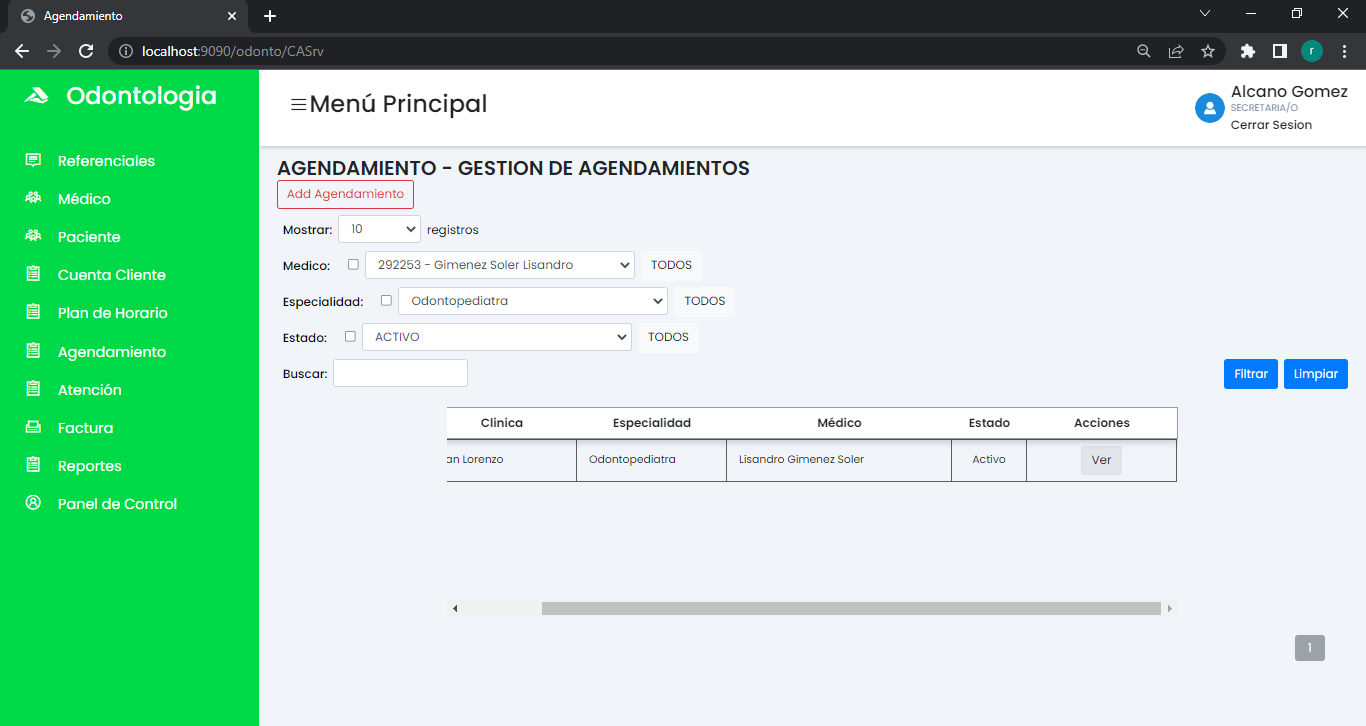 Agendamiento
localhost:9090/odonto/CASrv
r
Odontologia
Menú Principal
Alcano Gomez
SECRETARIA/O
Cerrar Sesion
Referenciales
Médico
Paciente
Cuenta Cliente
Plan de Horario
Agendamiento
Atención
Factura
Reportes
Panel de Control
AGENDAMIENTO - GESTION DE AGENDAMIENTOS
Add Agendamiento
Mostrar: 10 registros
Medico: 292253 - Gimenez Soler Lisandro TODOS
Especialidad: Odontopediatra TODOS
Estado: ACTIVO TODOS
Buscar:
Filtrar Limpiar
Clinica Especialidad Médico Estado Acciones
an Lorenzo Odontopediatra Lisandro Gimenez Soler Activo Ver
1